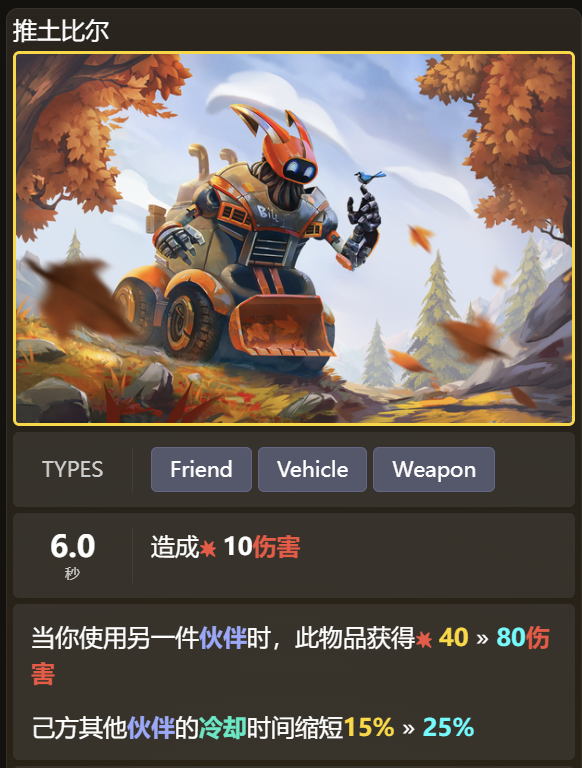 推土比尔
Bill
TYPES
Friend
Vehicle
Weapon
6.0
秒
造成 10伤害
当你使用另一件伙伴时，此物品获得 40 » 80伤
害
己方其他伙伴的冷却时间缩短15% » 25%